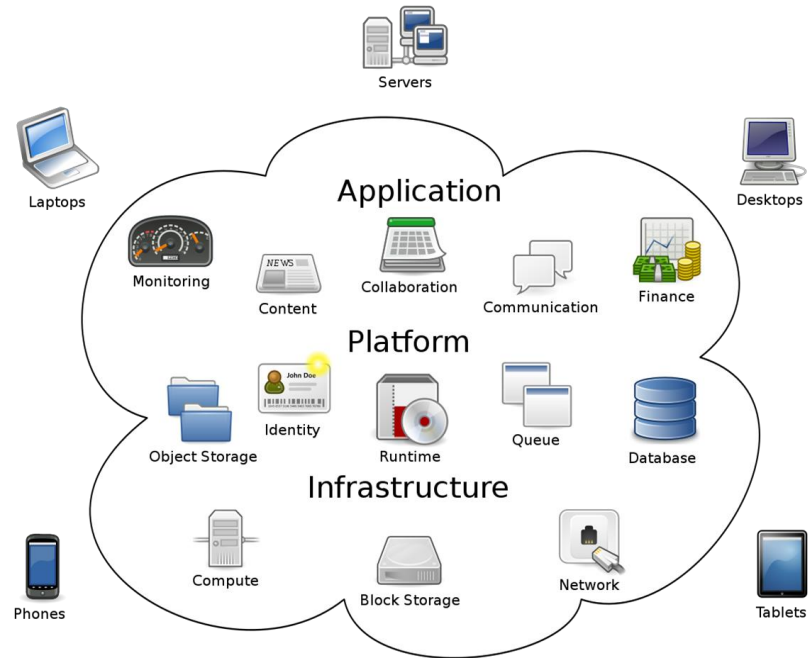 Servers
Laptops
Desktops
Application
Monitoring
NEWS
Content
Collaboration
Communication
Finance
Platform
John Doe
Object Storage
Identity
Runtime
Queue
Database
Infrastructure
Compute
Block Storage
Network
Phones
Tablets